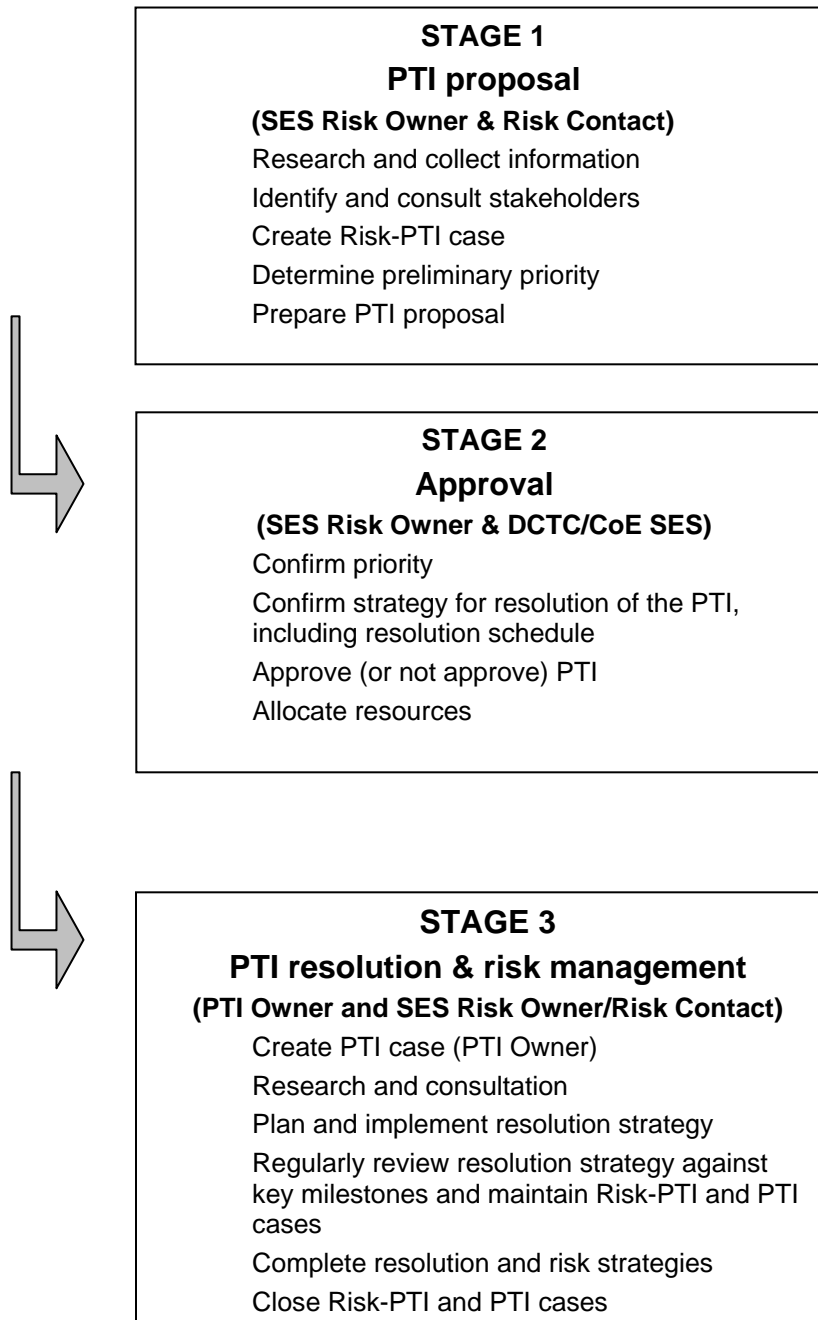 STAGE 1
PTI proposal
(SES Risk Owner & Risk Contact)
Research and collect information
Identify and consult stakeholders
Create Risk-PTI case
Determine preliminary priority
Prepare PTI proposal
STAGE 2
Approval
(SES Risk Owner & DCTC/CoE SES)
Confirm priority
Confirm strategy for resolution of the PTI,
including resolution schedule
Approve (or not approve) PTI
Allocate resources
STAGE 3
PTI resolution & risk management
(PTI Owner and SES Risk Owner/Risk Contact)
Create PTI case (PTI Owner)
Research and consultation
Plan and implement resolution strategy
Regularly review resolution strategy against
key milestones and maintain Risk-PTI and PTI
cases
Complete resolution and risk strategies
Close Risk-PTI and PTI cases